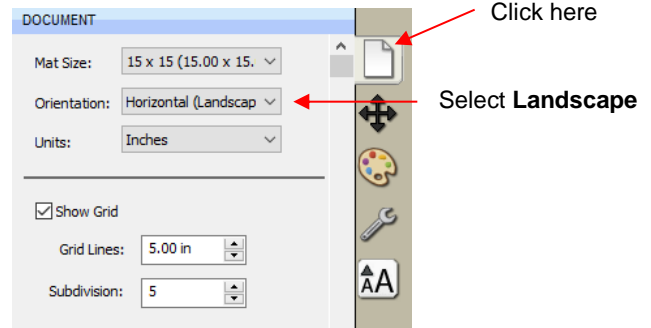 Click here
DOCUMENT
Mat Size: 15 x 15 (15.00 x 15.
Orientation: Horizontal (Landscap
Select Landscape
Units: Inches
Show Grid
Grid Lines: 5.00 in
Subdivision: 5
AA